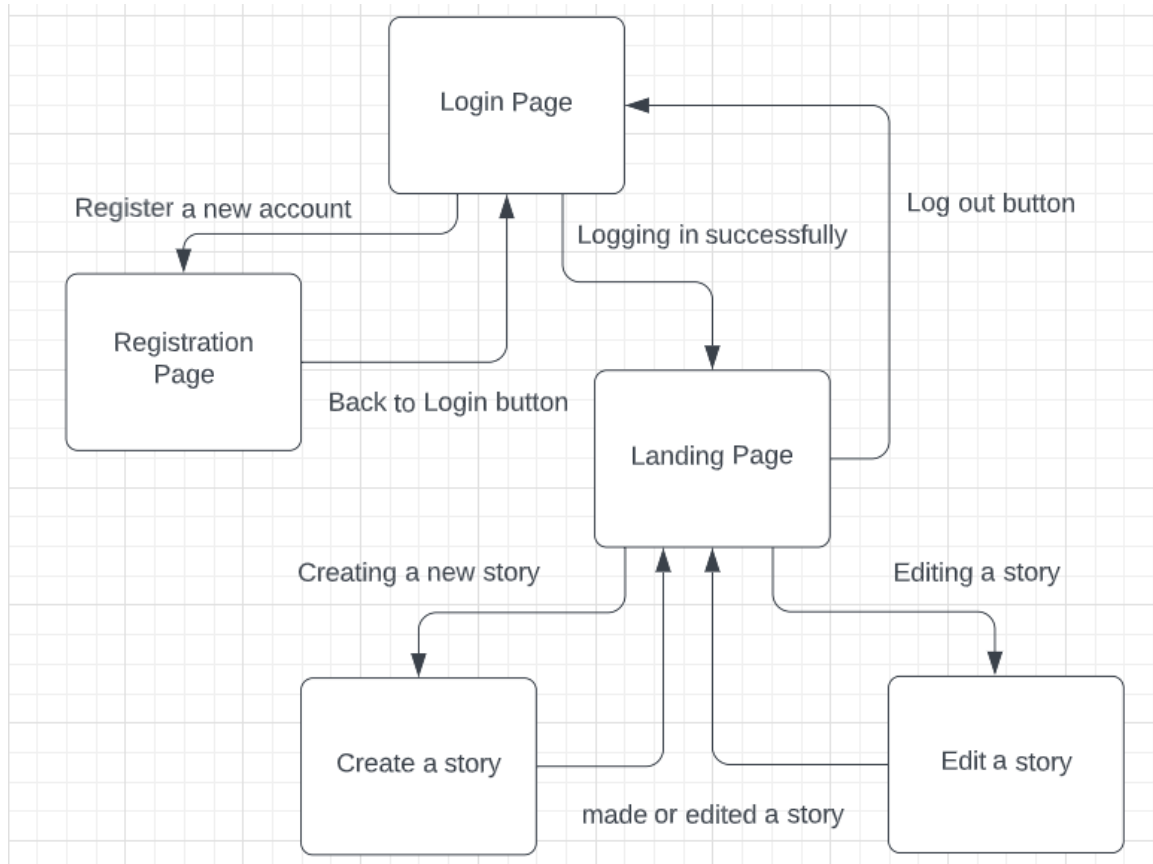 Login Page
Register a new account
Log out button
Logging in successfully
Registration
Page
Back to Login button
Landing Page
Creating a new story
Editing a story
Create a story
Edit a story
made or edited a story